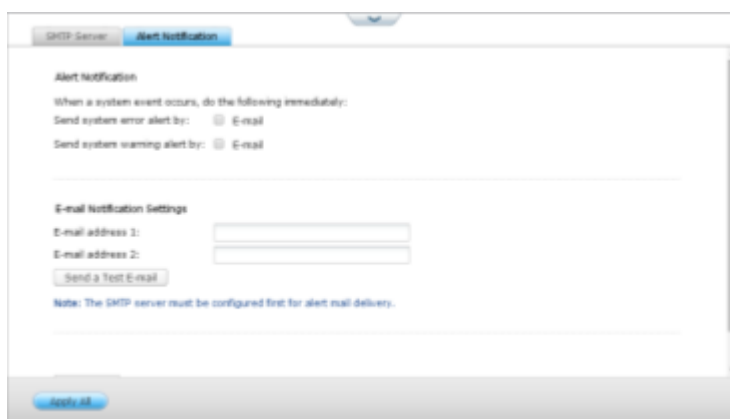 SMTP Server
Alert Notification
Alert Notification
When a system event occurs, do the following immediately:
Send system error alert by: E-mail
Send system warning alert by: E-mail
E-mail Notification Settings
E-mail address 1:
E-mail address 2:
Send a Test E-mail
Note: The SMTP server must be configured first for alert mail delivery.
Apply All